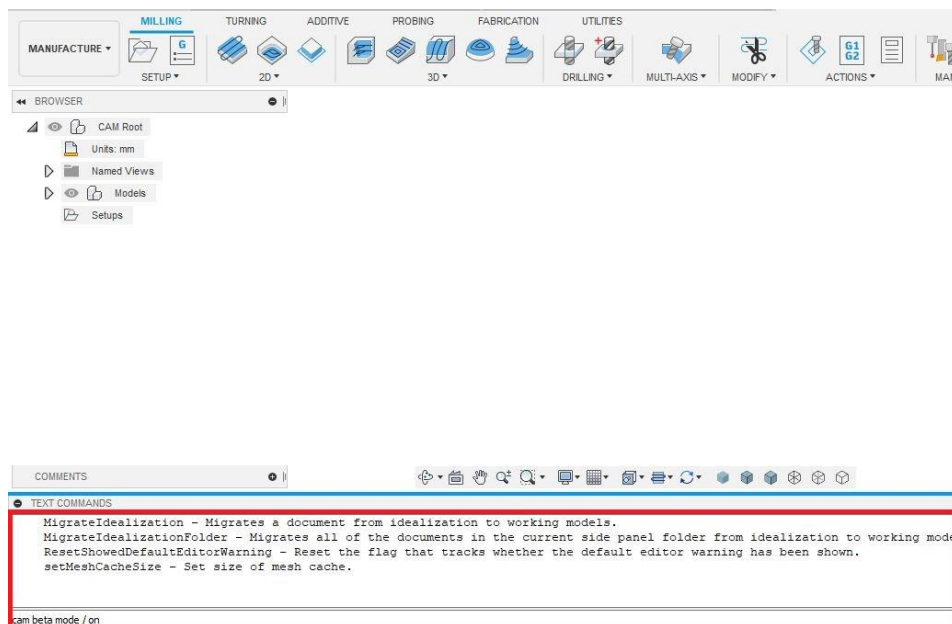 MILLING TURNING ADDITIVE PROBING FABRICATION UTILITIES
MANUFACTURE
G
G1
G2
SETUP 2D 3D DRILLING MULTI-AXIS MODIFY ACTIONS MAN
BROWSER
CAM Root
Units: mm
Named Views
Models
Setups
COMMENTS
TEXT COMMANDS
MigrateIdealization - Migrates a document from idealization to working models.
MigrateIdealizationFolder - Migrates all of the documents in the current side panel folder from idealization to working mode
ResetShowedDefaultEditorWarning - Reset the flag that tracks whether the default editor warning has been shown.
setMeshCacheSize - Set size of mesh cache.
cam beta mode / on